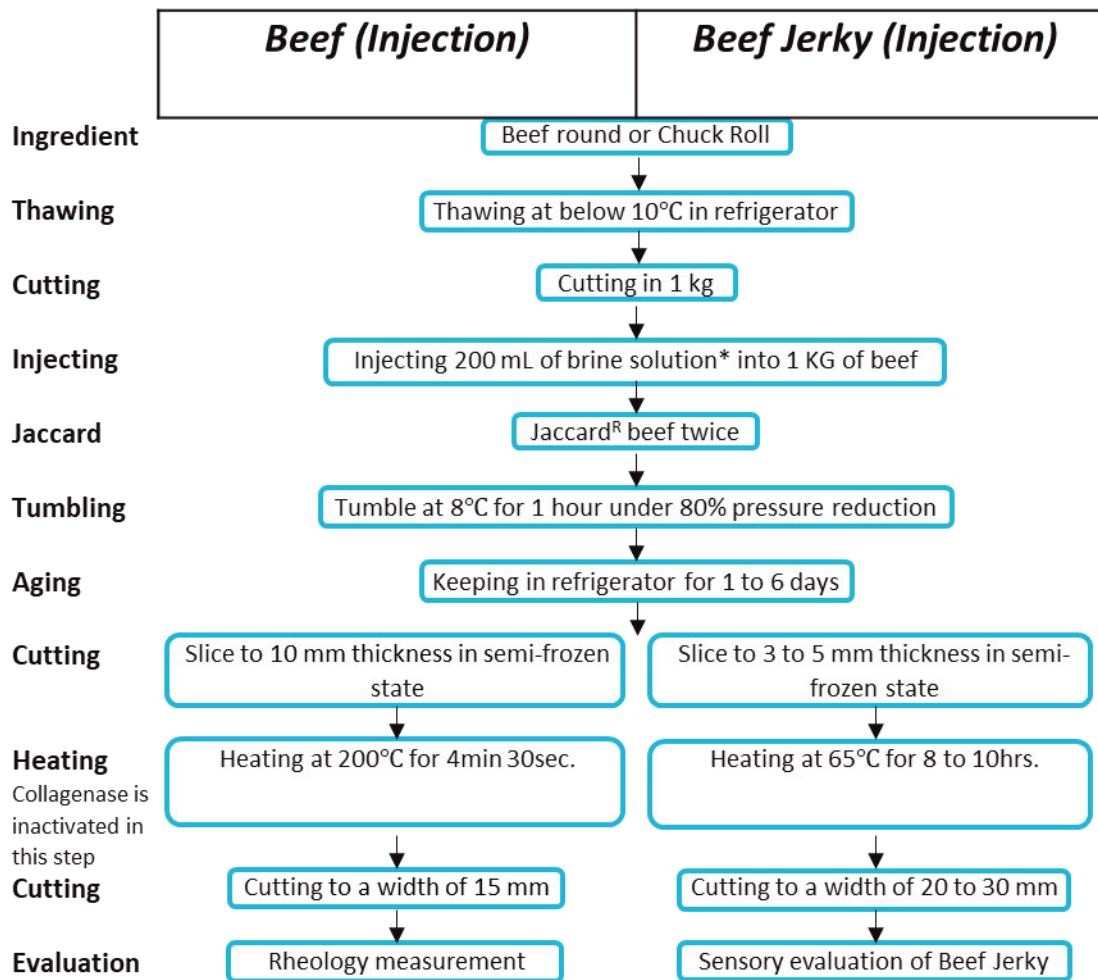 Beef (Injection)
Beef Jerky (Injection)
Ingredient
Beef round or Chuck Roll
Thawing
Thawing at below 10°C in refrigerator
Cutting
Cutting in 1 kg
Injecting
Injecting 200 mL of brine solution* into 1 KG of beef
Jaccard
Jaccardᴿ beef twice
Tumbling
Tumble at 8°C for 1 hour under 80% pressure reduction
Aging
Keeping in refrigerator for 1 to 6 days
Cutting
Slice to 10 mm thickness in semi-frozen
state
Slice to 3 to 5 mm thickness in semi-
frozen state
Heating
Collagenase is
inactivated in
this step
Heating at 200°C for 4min 30sec.
Heating at 65°C for 8 to 10hrs.
Cutting
Cutting to a width of 15 mm
Cutting to a width of 20 to 30 mm
Evaluation
Rheology measurement
Sensory evaluation of Beef Jerky